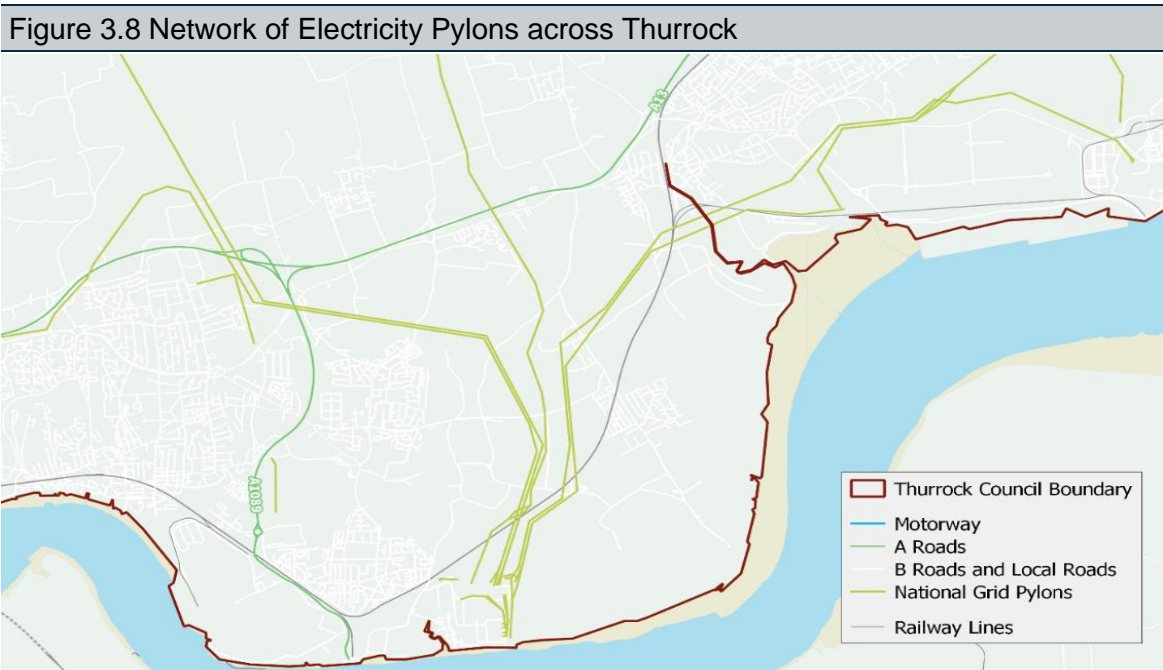 Figure 3.8 Network of Electricity Pylons across Thurrock
A13
A1089
Thurrock Council Boundary
Motorway
A Roads
B Roads and Local Roads
National Grid Pylons
Railway Lines